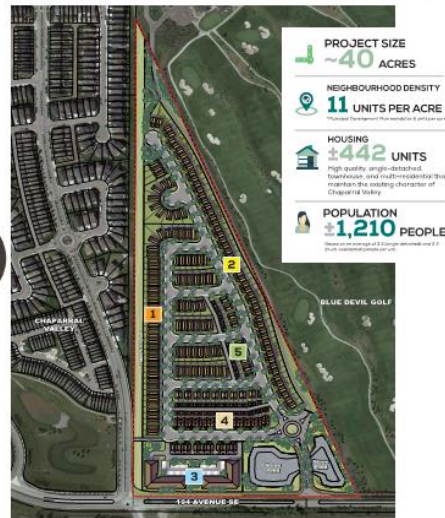 PROJECT SIZE
~40 ACRES
NEIGHBOURHOOD DENSITY
11 UNITS PER ACRE
HOUSING
±442 UNITS
High quality, single-detached,
townhouse, and multi-residential that
maintain the existing character of
Chaparral Valley
POPULATION
±1,210 PEOPLE
2
1
BLUE DEVIL GOLF
CHAPARRAL
VALLEY
5
4
3
194 AVENUE SE